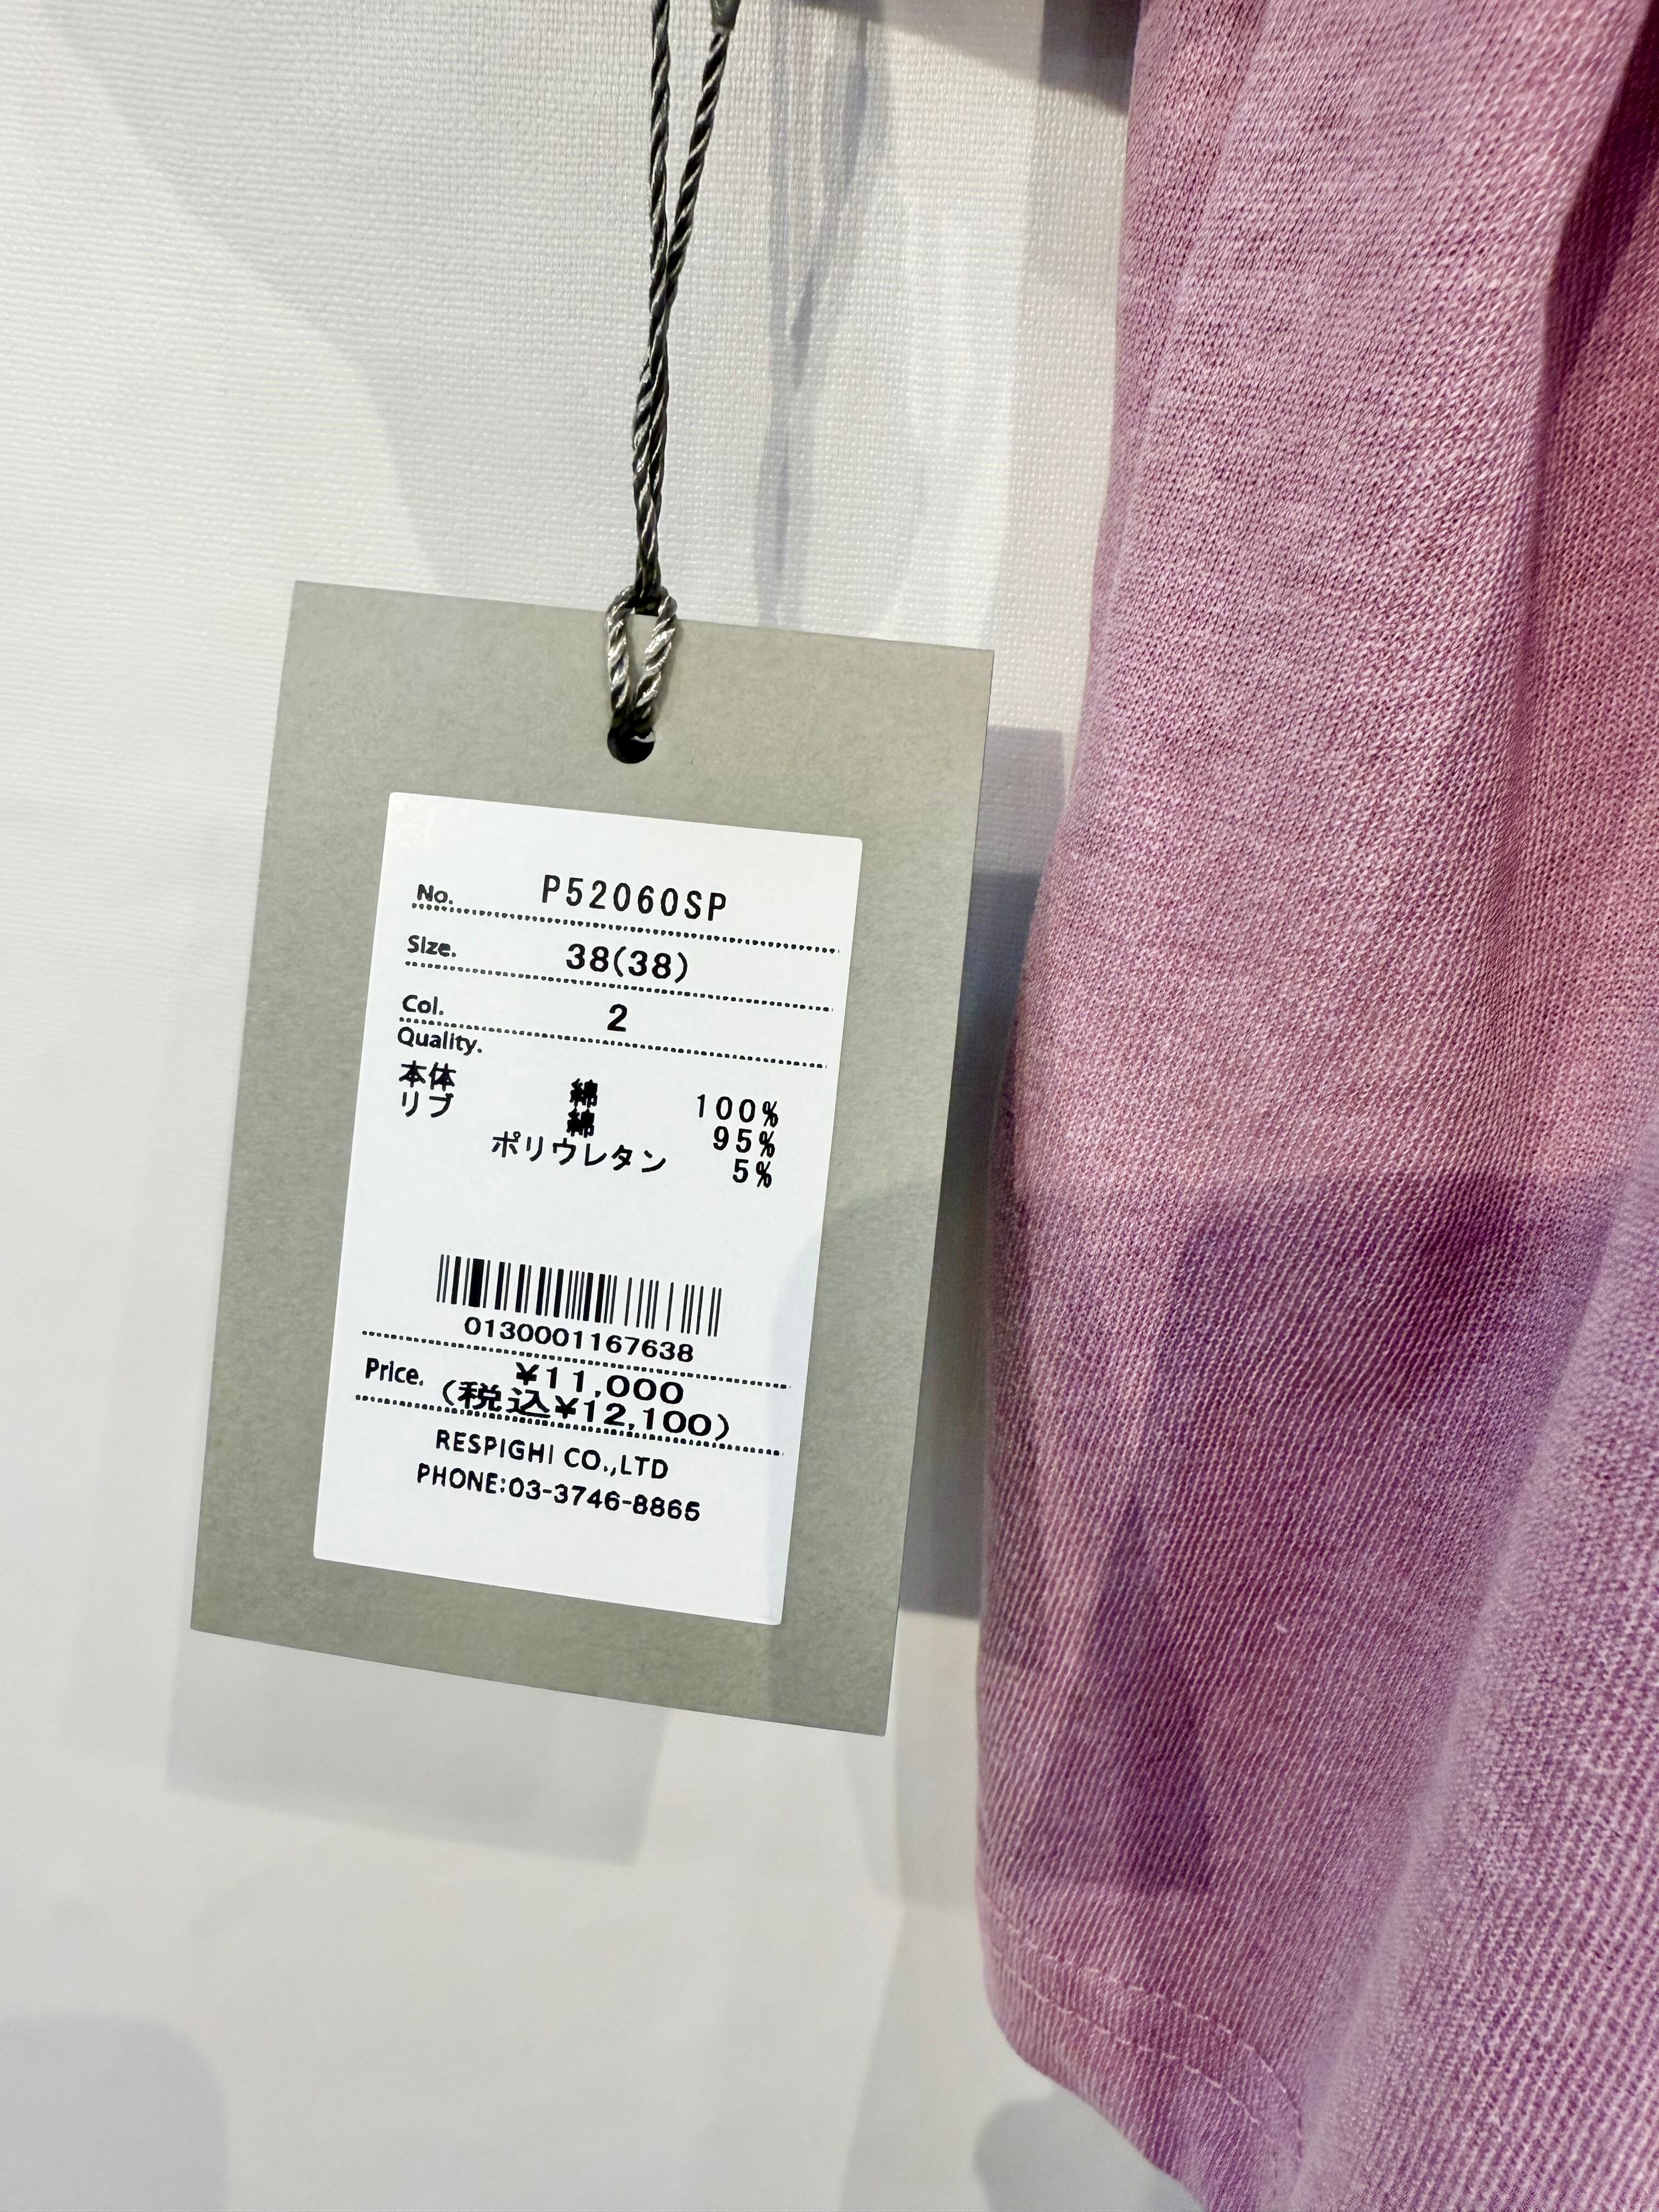 No. P52060SP
Size. 38(38)
Col. 2
Quality.
本体 綿 100%
リブ 綿 95%
ポリウレタン 5%
0130001167638
Price. ¥11,000
(税込¥12,100)
RESPIGHI CO.,LTD
PHONE:03-3746-8865